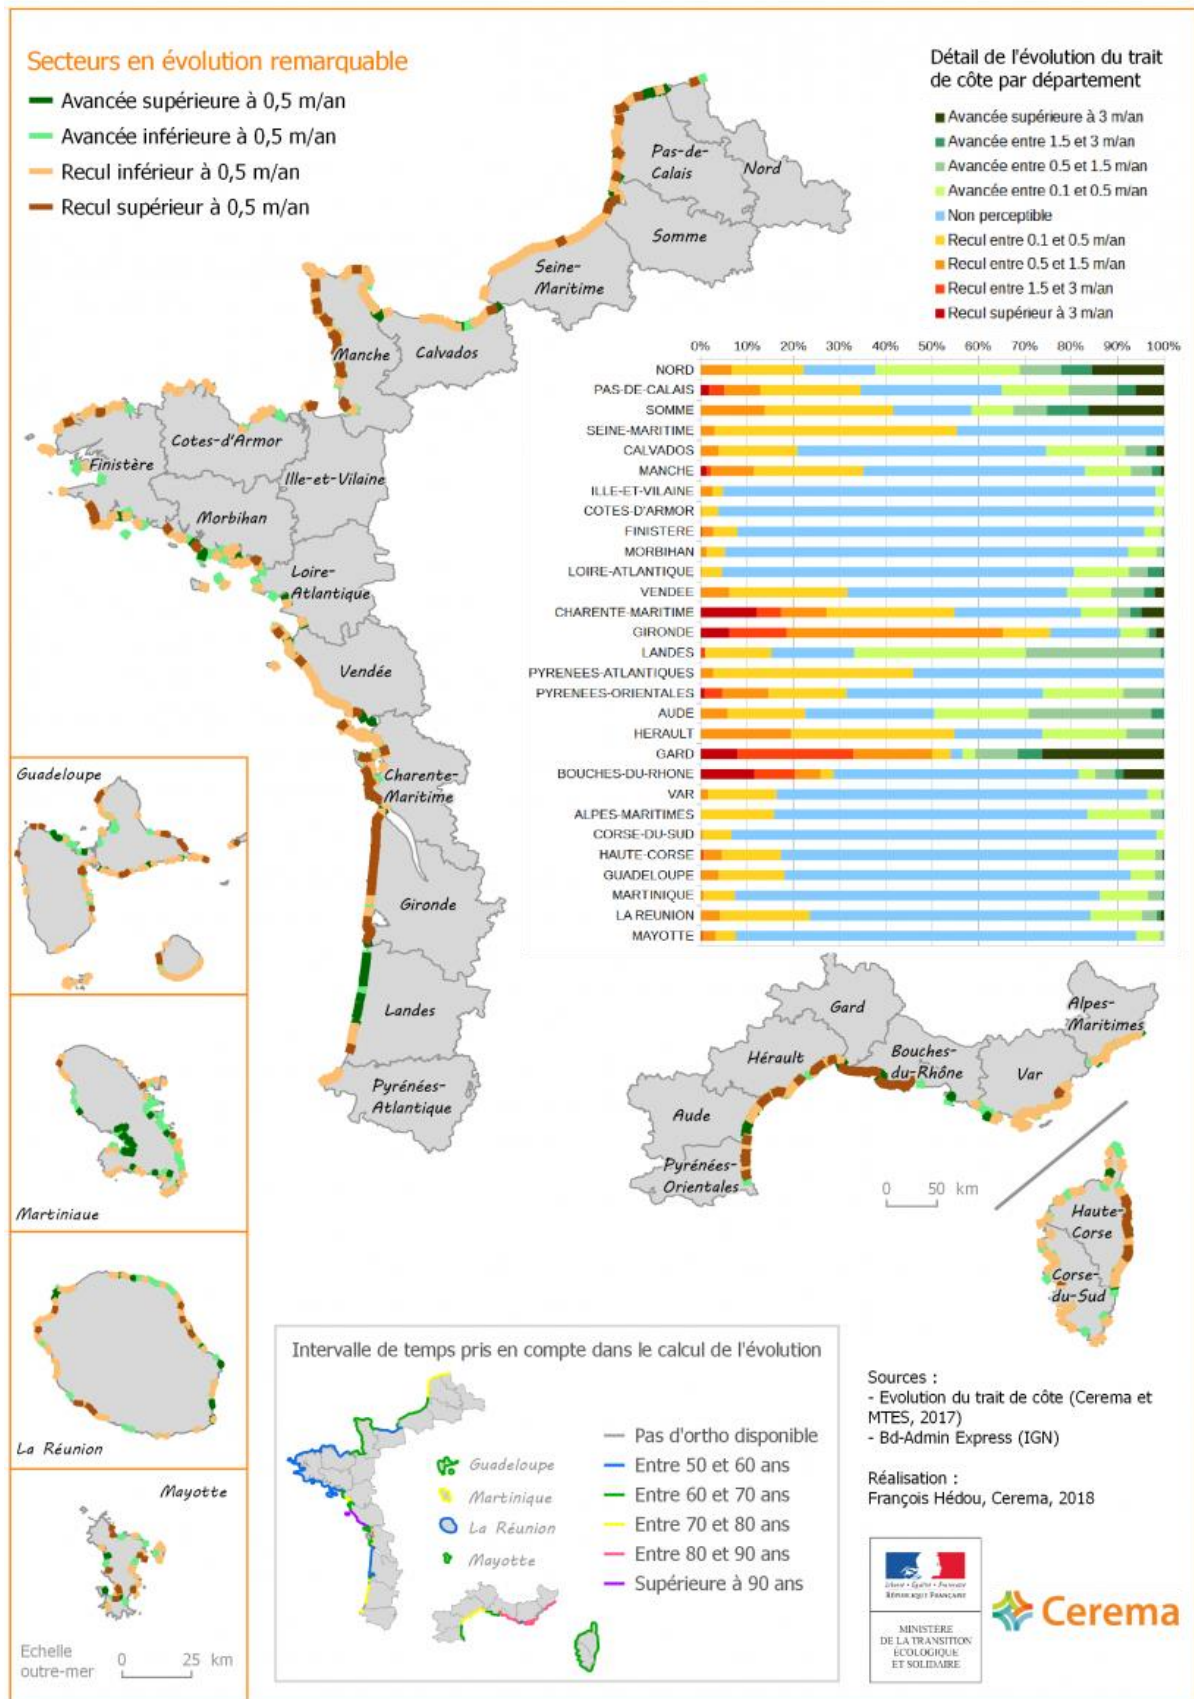 Secteurs en évolution remarquable
Avancée supérieure à 0,5 m/an
Avancée inférieure à 0,5 m/an
Recul inférieur à 0,5 m/an
Recul supérieur à 0,5 m/an
Détail de l'évolution du trait
de côte par département
Avancée supérieure à 3 m/an
Avancée entre 1.5 et 3 m/an
Avancée entre 0.5 et 1.5 m/an
Avancée entre 0.1 et 0.5 m/an
Non perceptible
Recul entre 0.1 et 0.5 m/an
Recul entre 0.5 et 1.5 m/an
Recul entre 1.5 et 3 m/an
Recul supérieur à 3 m/an
Pas-de-
Calais
Nord
Somme
Seine-
Maritime
Manche
Calvados
Cotes-d'Armor
Finistère
Ille-et-Vilaine
Morbihan
Loire-
Atlantique
Vendée
Charente-
Maritime
Gironde
Landes
Pyrénées-
Atlantique
0% 10% 20% 30% 40% 50% 60% 70% 80% 90% 100%
NORD
PAS-DE-CALAIS
SOMME
SEINE-MARITIME
CALVADOS
MANCHE
ILLE-ET-VILAINE
COTES-D'ARMOR
FINISTERE
MORBIHAN
LOIRE-ATLANTIQUE
VENDEE
CHARENTE-MARITIME
GIRONDE
LANDES
PYRENEES-ATLANTIQUES
PYRENEES-ORIENTALES
AUDE
HERAULT
GARD
BOUCHES-DU-RHONE
VAR
ALPES-MARITIMES
CORSE-DU-SUD
HAUTE-CORSE
GUADELOUPE
MARTINIQUE
LA REUNION
MAYOTTE
Gard
Alpes-
Maritimes
Hérault
Bouches-
du-Rhône
Var
Aude
Pyrénées-
Orientales
0 50 km
Haute-
Corse
Corse-
du-Sud
Guadeloupe
Martinique
La Réunion
Mayotte
Echelle
outre-mer
0 25 km
Intervalle de temps pris en compte dans le calcul de l'évolution
Guadeloupe
Martinique
La Réunion
Mayotte
Pas d'ortho disponible
Entre 50 et 60 ans
Entre 60 et 70 ans
Entre 70 et 80 ans
Entre 80 et 90 ans
Supérieure à 90 ans
Sources :
- Evolution du trait de côte (Cerema et
MTES, 2017)
- Bd-Admin Express (IGN)
Réalisation :
François Hédou, Cerema, 2018
Liberté • Égalité • Fraternité
RÉPUBLIQUE FRANÇAISE
MINISTÈRE
DE LA TRANSITION
ÉCOLOGIQUE
ET SOLIDAIRE
Cerema